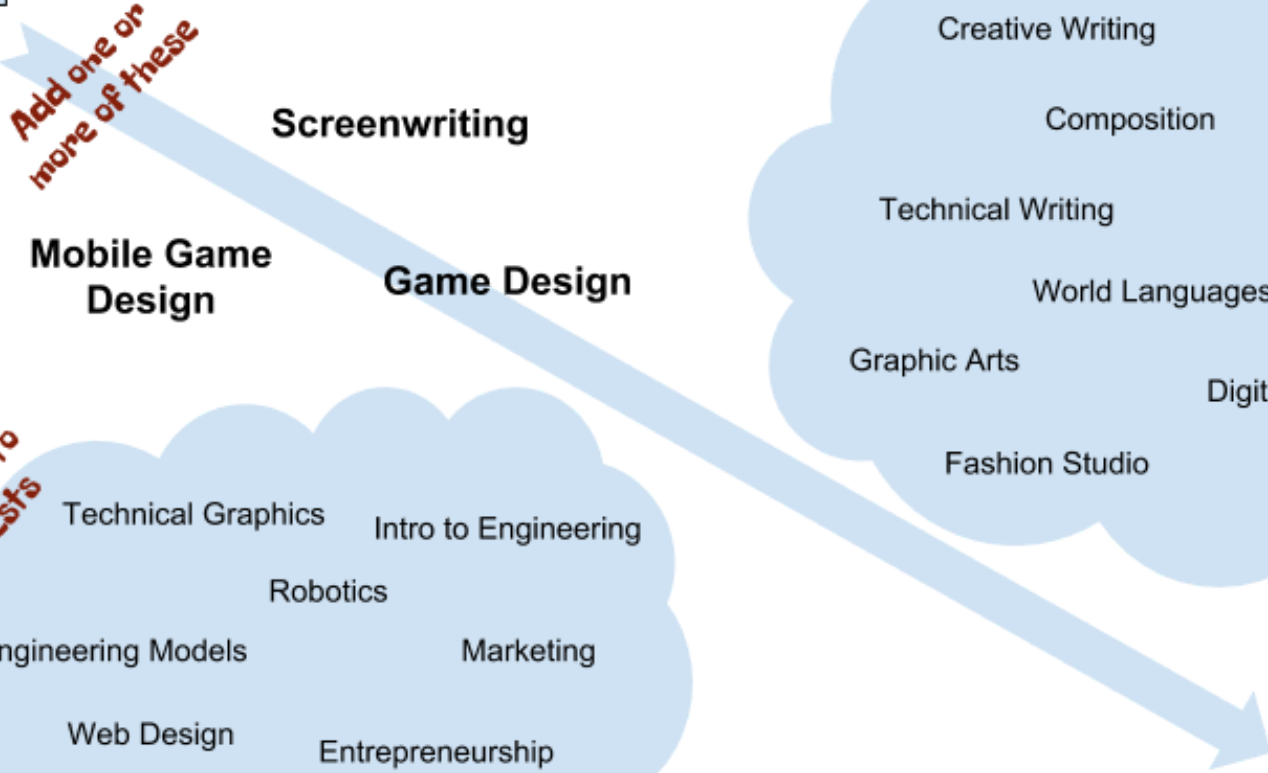 Add one or
more of these
Screenwriting
Mobile Game
Design
Game Design
Creative Writing
Composition
Technical Writing
World Languages
Graphic Arts
Digit
Fashion Studio
Technical Graphics
Intro to Engineering
Robotics
ngineering Models
Marketing
Web Design
Entrepreneurship